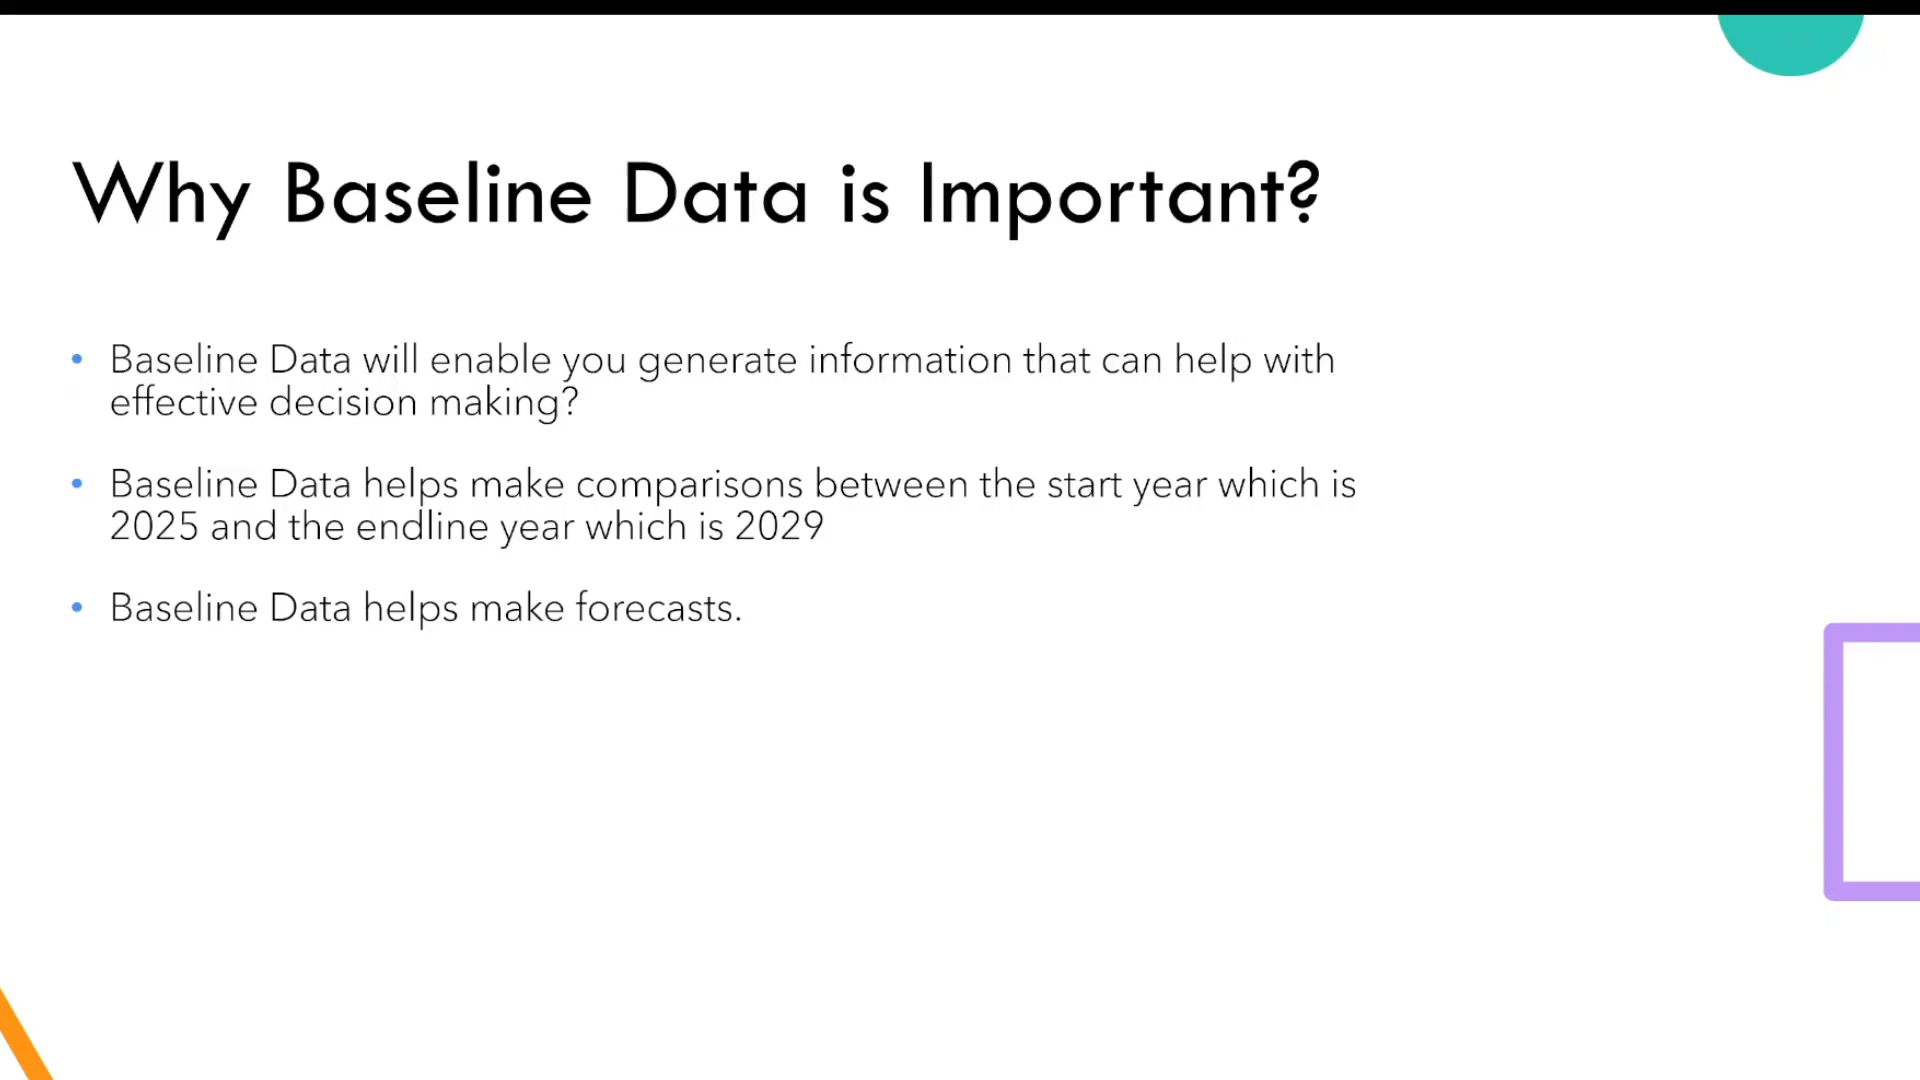 Why Baseline Data is Important?
• Baseline Data will enable you generate information that can help with
effective decision making?
• Baseline Data helps make comparisons between the start year which is
2025 and the endline year which is 2029
• Baseline Data helps make forecasts.